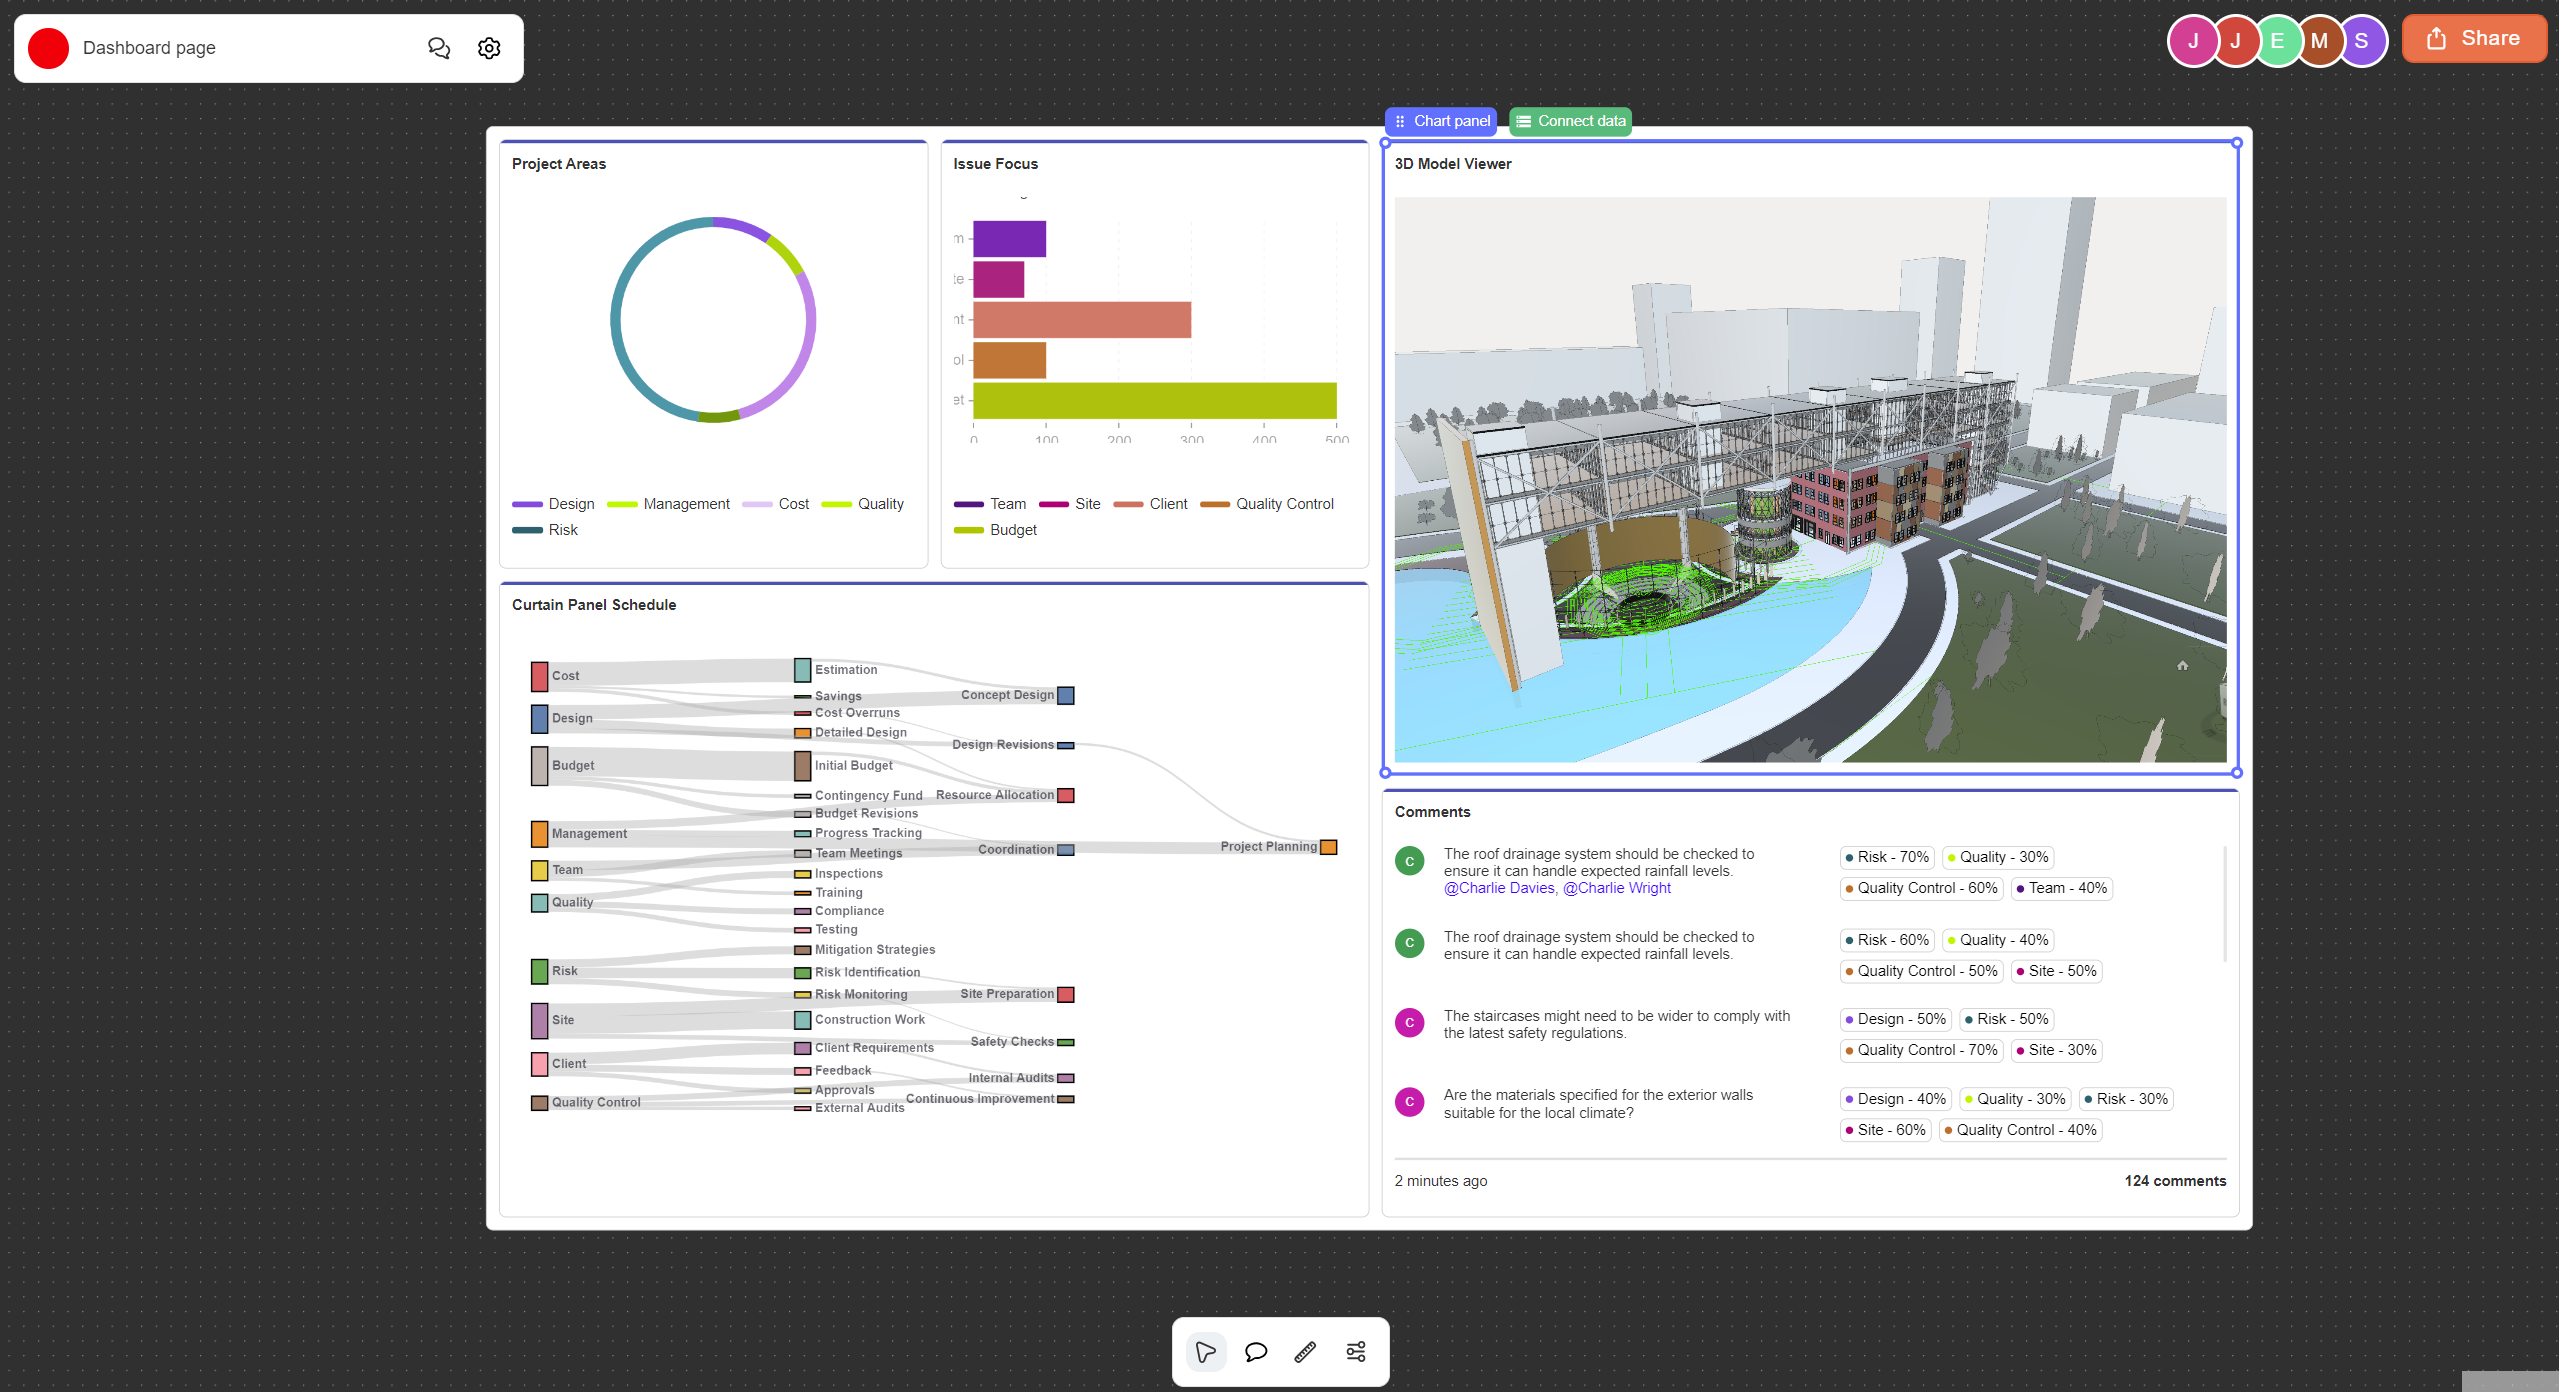 Dashboard page
J J E M S
Share
Chart panel
Connect data
Project Areas
Design Management Cost Quality
Risk
Issue Focus
m
te
nt
ol
et
0 100 200 300 400 500
Team Site Client Quality Control
Budget
3D Model Viewer
Curtain Panel Schedule
Cost
Design
Budget
Management
Team
Quality
Risk
Site
Client
Quality Control
Estimation
Savings
Cost Overruns
Detailed Design
Initial Budget
Contingency Fund
Budget Revisions
Progress Tracking
Team Meetings
Inspections
Training
Compliance
Testing
Mitigation Strategies
Risk Identification
Risk Monitoring
Construction Work
Client Requirements
Feedback
Approvals
External Audits
Concept Design
Design Revisions
Resource Allocation
Coordination
Site Preparation
Safety Checks
Internal Audits
Continuous Improvement
Project Planning
Comments
C
The roof drainage system should be checked to
ensure it can handle expected rainfall levels.
@Charlie Davies, @Charlie Wright
Risk - 70% Quality - 30%
Quality Control - 60% Team - 40%
C
The roof drainage system should be checked to
ensure it can handle expected rainfall levels.
Risk - 60% Quality - 40%
Quality Control - 50% Site - 50%
C
The staircases might need to be wider to comply with
the latest safety regulations.
Design - 50% Risk - 50%
Quality Control - 70% Site - 30%
C
Are the materials specified for the exterior walls
suitable for the local climate?
Design - 40% Quality - 30% Risk - 30%
Site - 60% Quality Control - 40%
2 minutes ago
124 comments